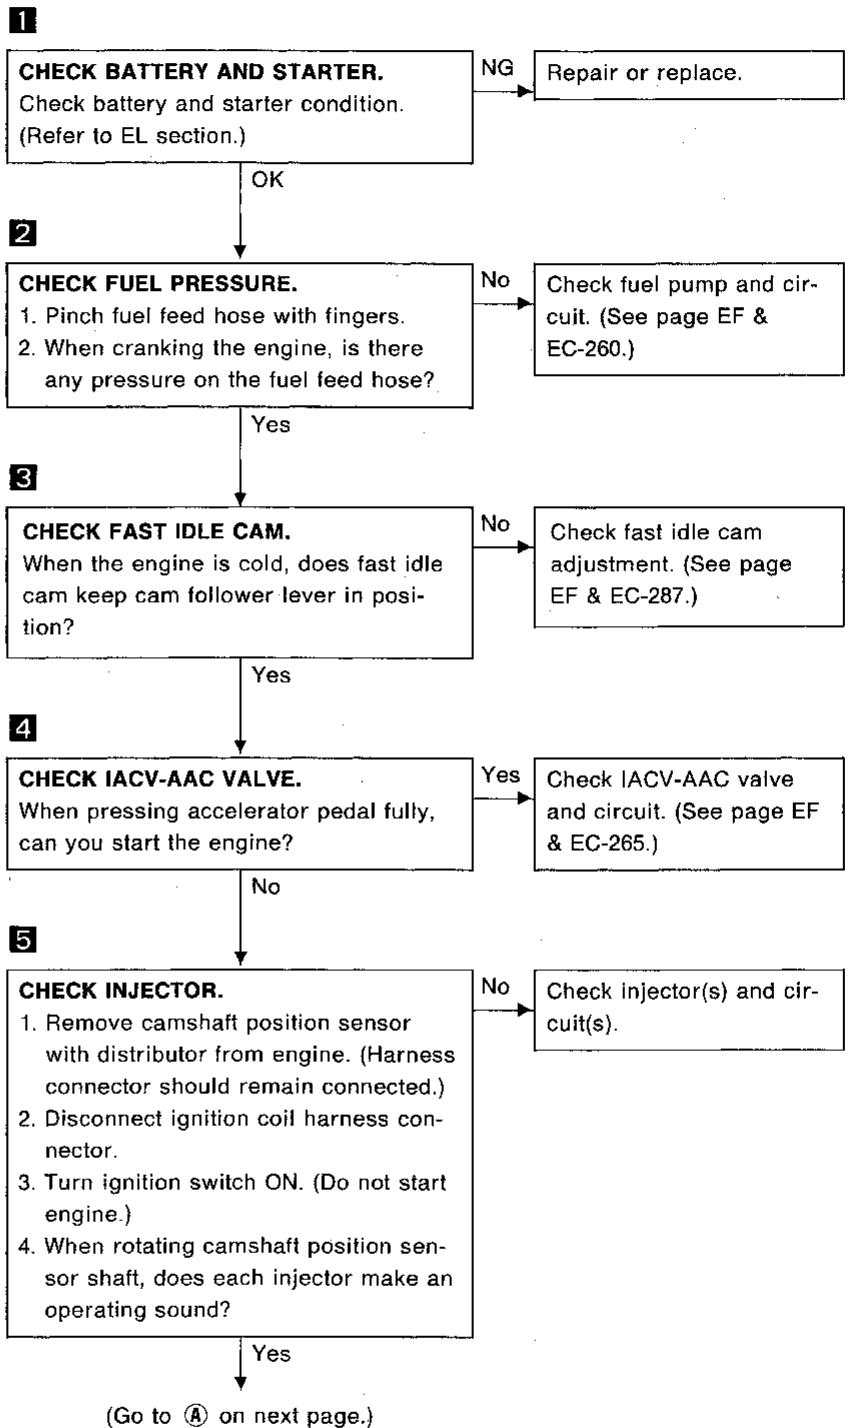 1
CHECK BATTERY AND STARTER.
Check battery and starter condition.
(Refer to EL section.)
NG
Repair or replace.
OK
2
CHECK FUEL PRESSURE.
1. Pinch fuel feed hose with fingers.
2. When cranking the engine, is there
any pressure on the fuel feed hose?
No
Check fuel pump and cir-
cuit. (See page EF &
EC-260.)
Yes
3
CHECK FAST IDLE CAM.
When the engine is cold, does fast idle
cam keep cam follower lever in posi-
tion?
No
Check fast idle cam
adjustment. (See page
EF & EC-287.)
Yes
4
CHECK IACV-AAC VALVE.
When pressing accelerator pedal fully,
can you start the engine?
Yes
Check IACV-AAC valve
and circuit. (See page EF
& EC-265.)
No
5
CHECK INJECTOR.
1. Remove camshaft position sensor
with distributor from engine. (Harness
connector should remain connected.)
2. Disconnect ignition coil harness con-
nector.
3. Turn ignition switch ON. (Do not start
engine.)
4. When rotating camshaft position sen-
sor shaft, does each injector make an
operating sound?
No
Check injector(s) and cir-
cuit(s).
Yes
(Go to Ⓐ on next page.)